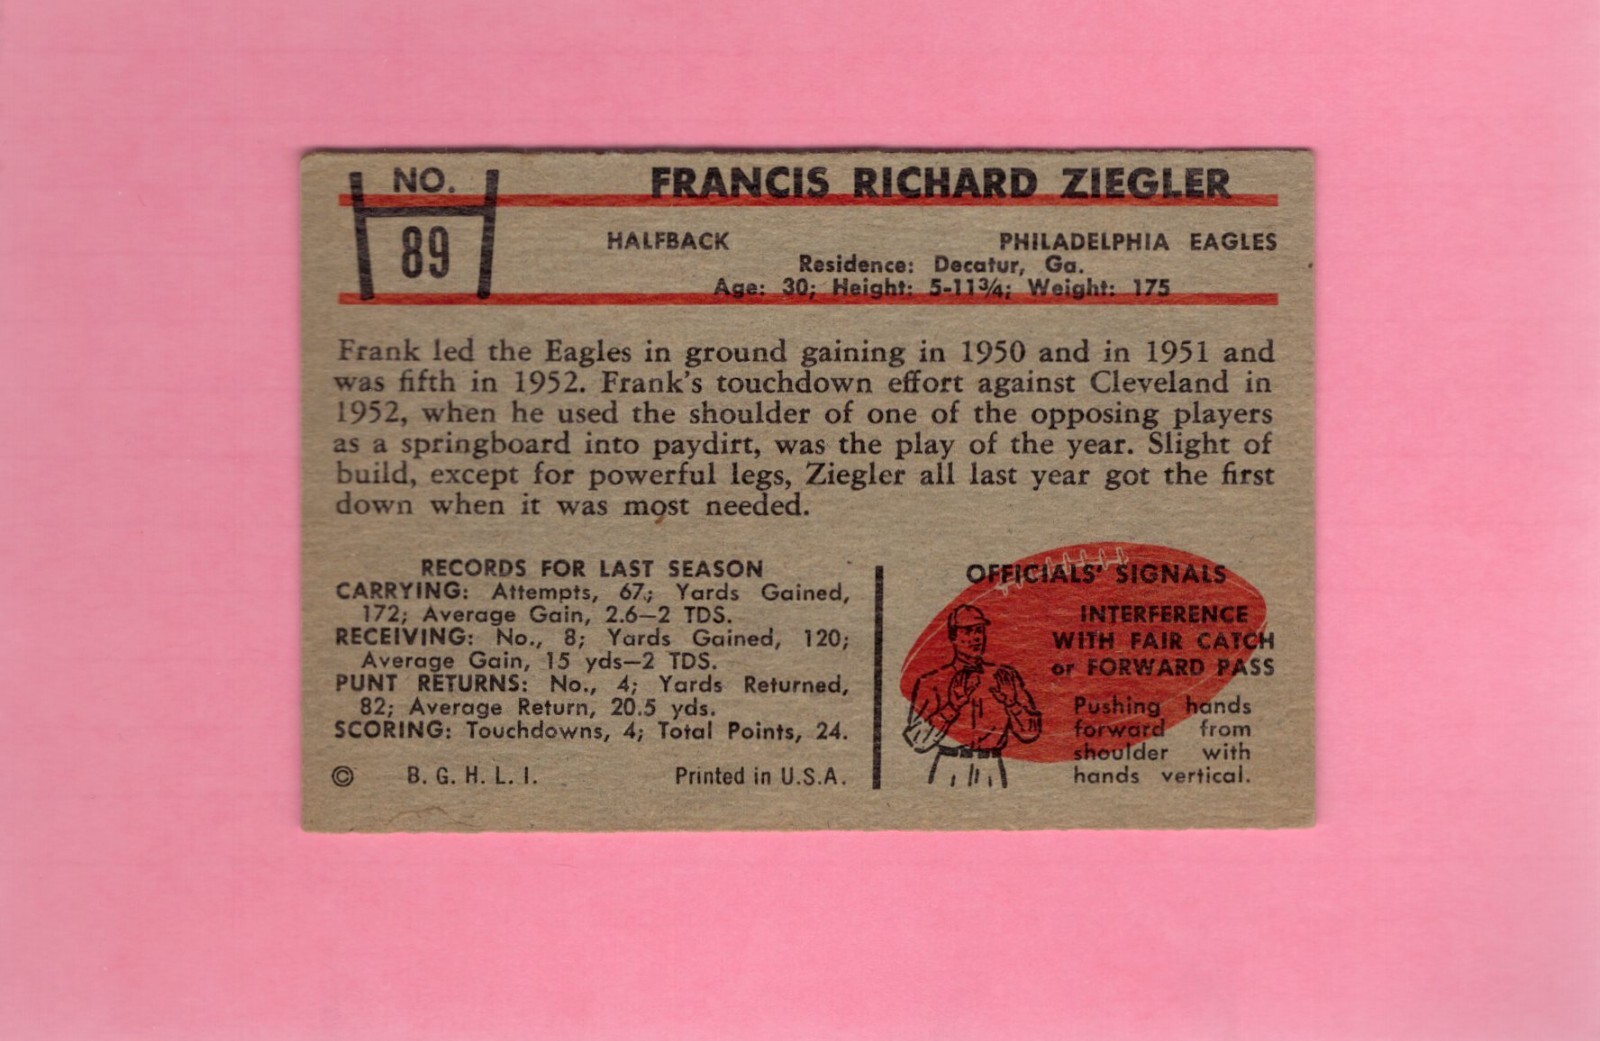 NO.
89
FRANCIS RICHARD ZIEGLER
HALFBACK PHILADELPHIA EAGLES
Residence: Decatur, Ga.
Age: 30; Height: 5-11¾; Weight: 175
Frank led the Eagles in ground gaining in 1950 and in 1951 and
was fifth in 1952. Frank's touchdown effort against Cleveland in
1952, when he used the shoulder of one of the opposing players
as a springboard into paydirt, was the play of the year. Slight of
build, except for powerful legs, Ziegler all last year got the first
down when it was most needed.
RECORDS FOR LAST SEASON
CARRYING: Attempts, 67; Yards Gained,
172; Average Gain, 2.6—2 TDS.
RECEIVING: No., 8; Yards Gained, 120;
Average Gain, 15 yds—2 TDS.
PUNT RETURNS: No., 4; Yards Returned,
82; Average Return, 20.5 yds.
SCORING: Touchdowns, 4; Total Points, 24.
© B. G. H. L. I. Printed in U.S.A.
OFFICIALS' SIGNALS
INTERFERENCE
WITH FAIR CATCH
or FORWARD PASS
Pushing hands
forward from
shoulder with
hands vertical.